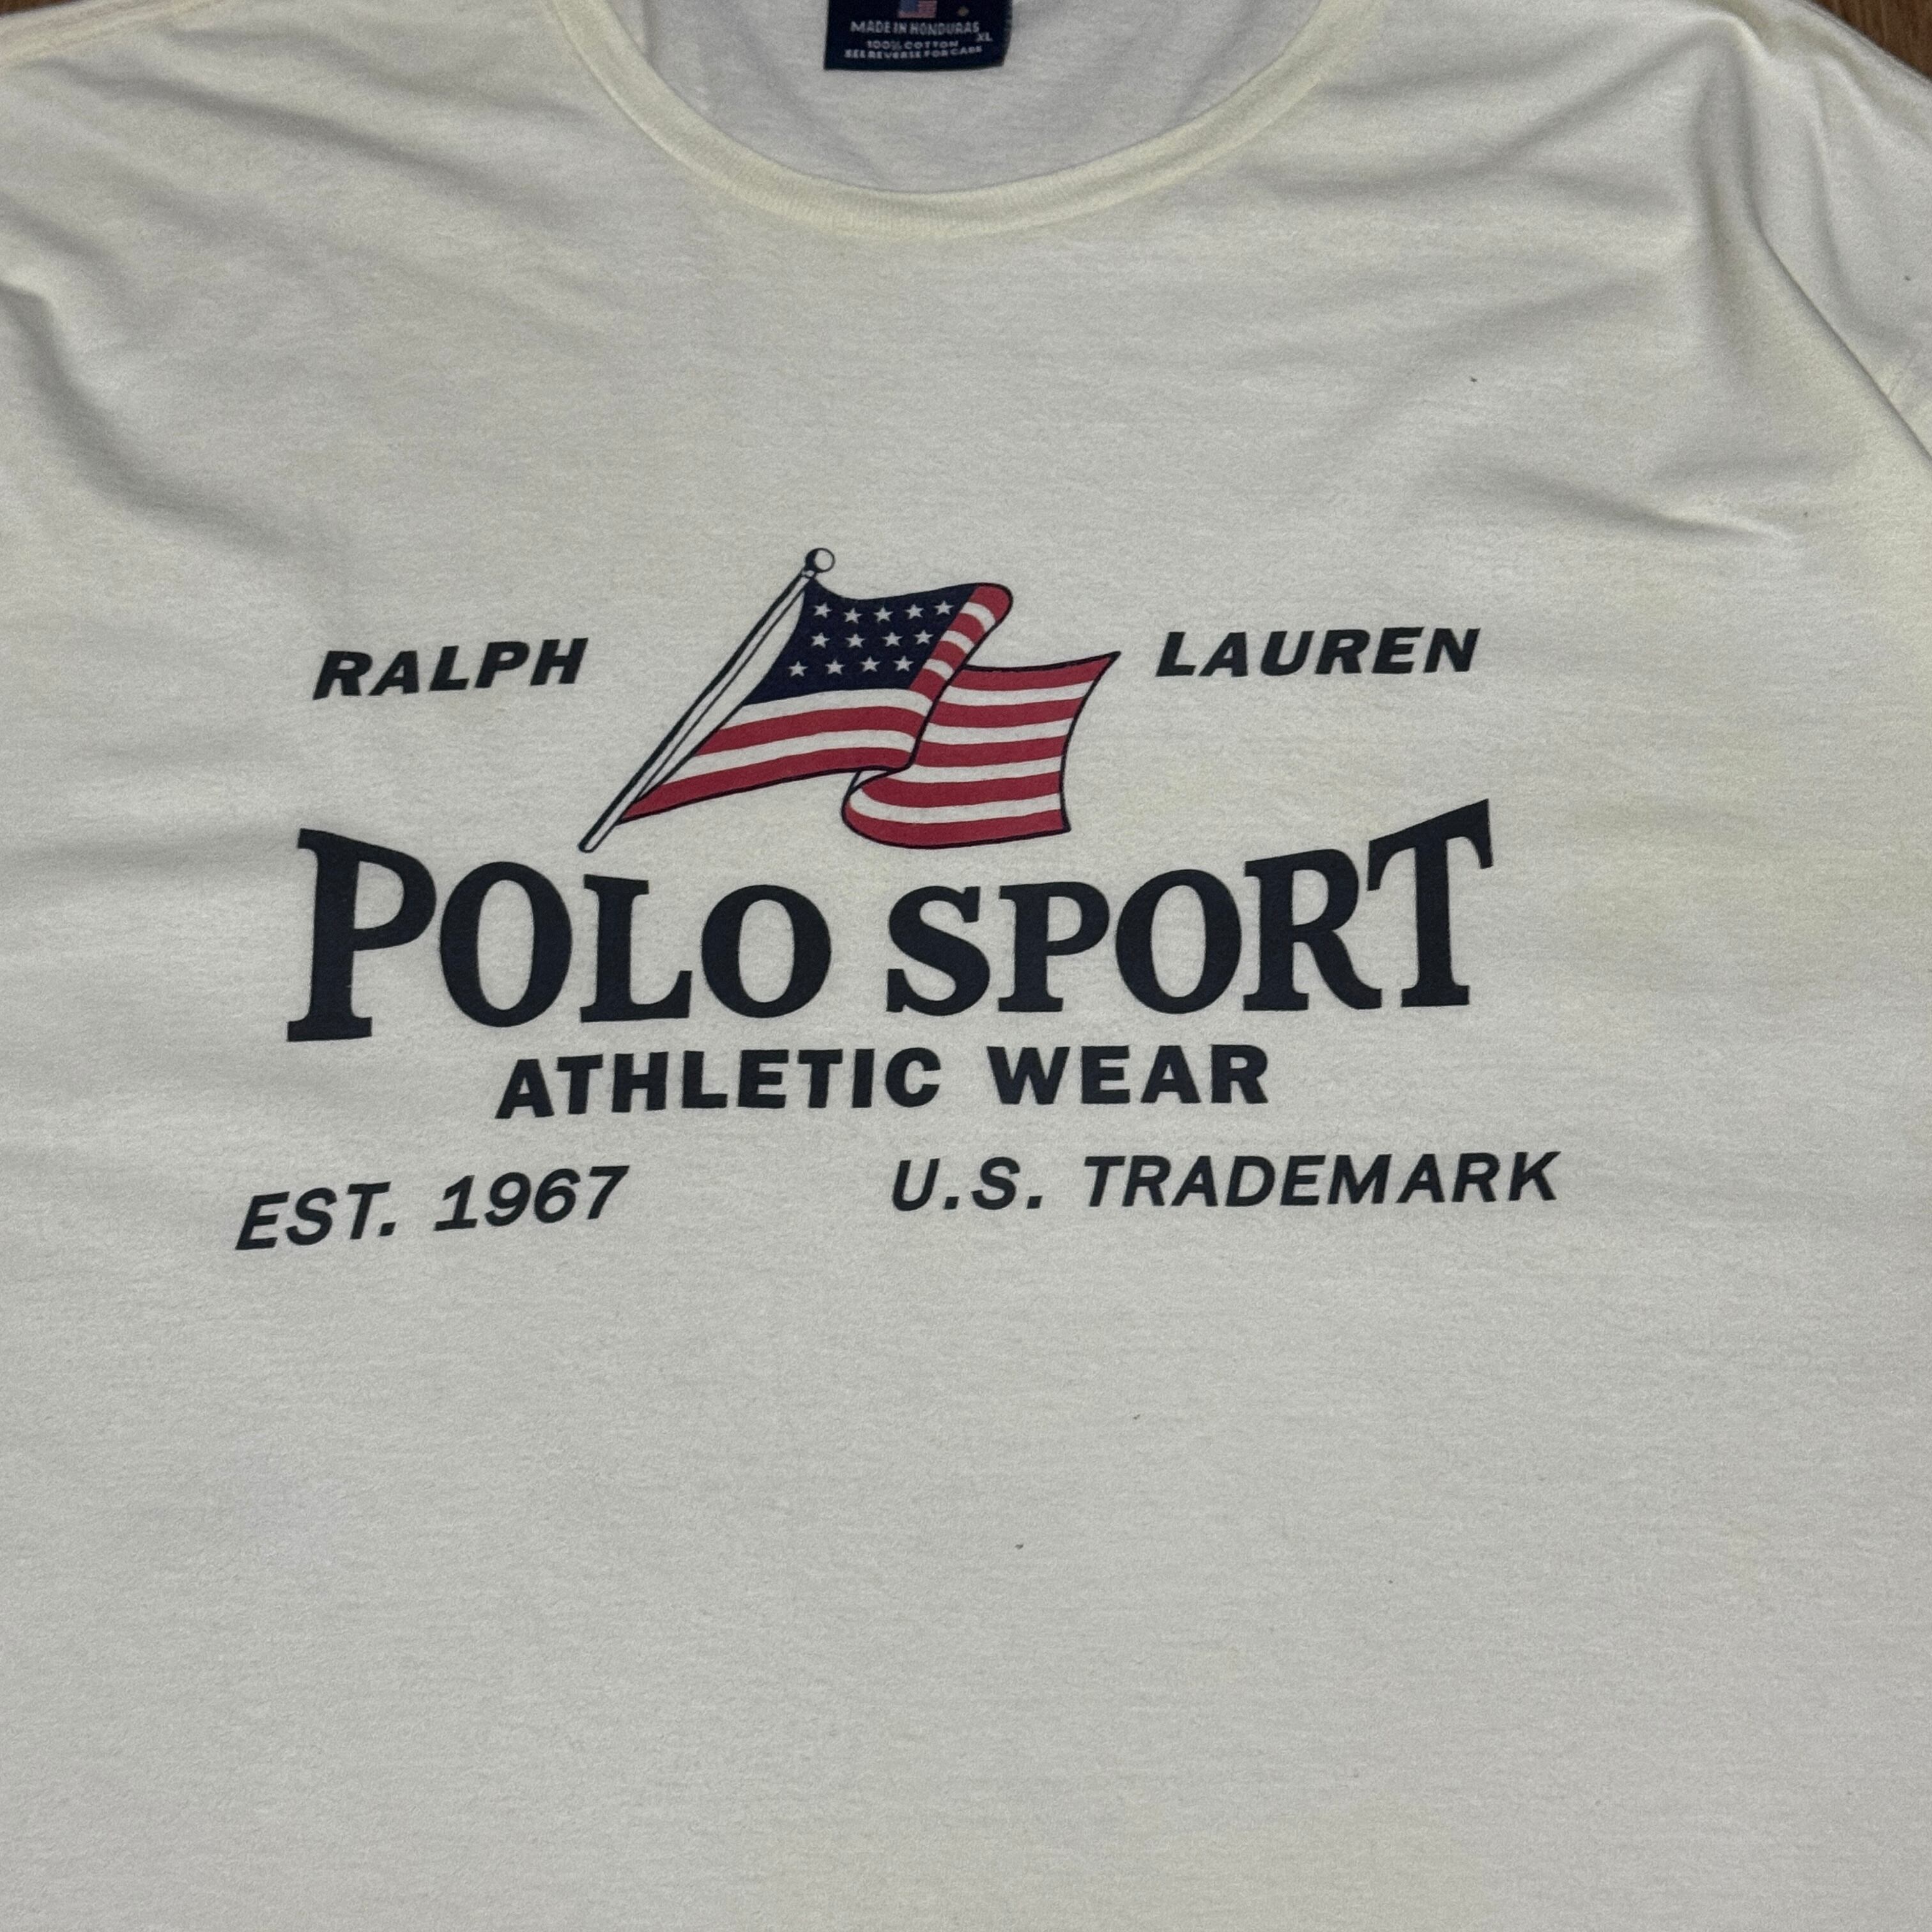 MADE IN HONDURAS
XL
100% COTTON
SEE REVERSE FOR CARE
RALPH LAUREN
POLO SPORT
ATHLETIC WEAR
EST. 1967 U.S. TRADEMARK